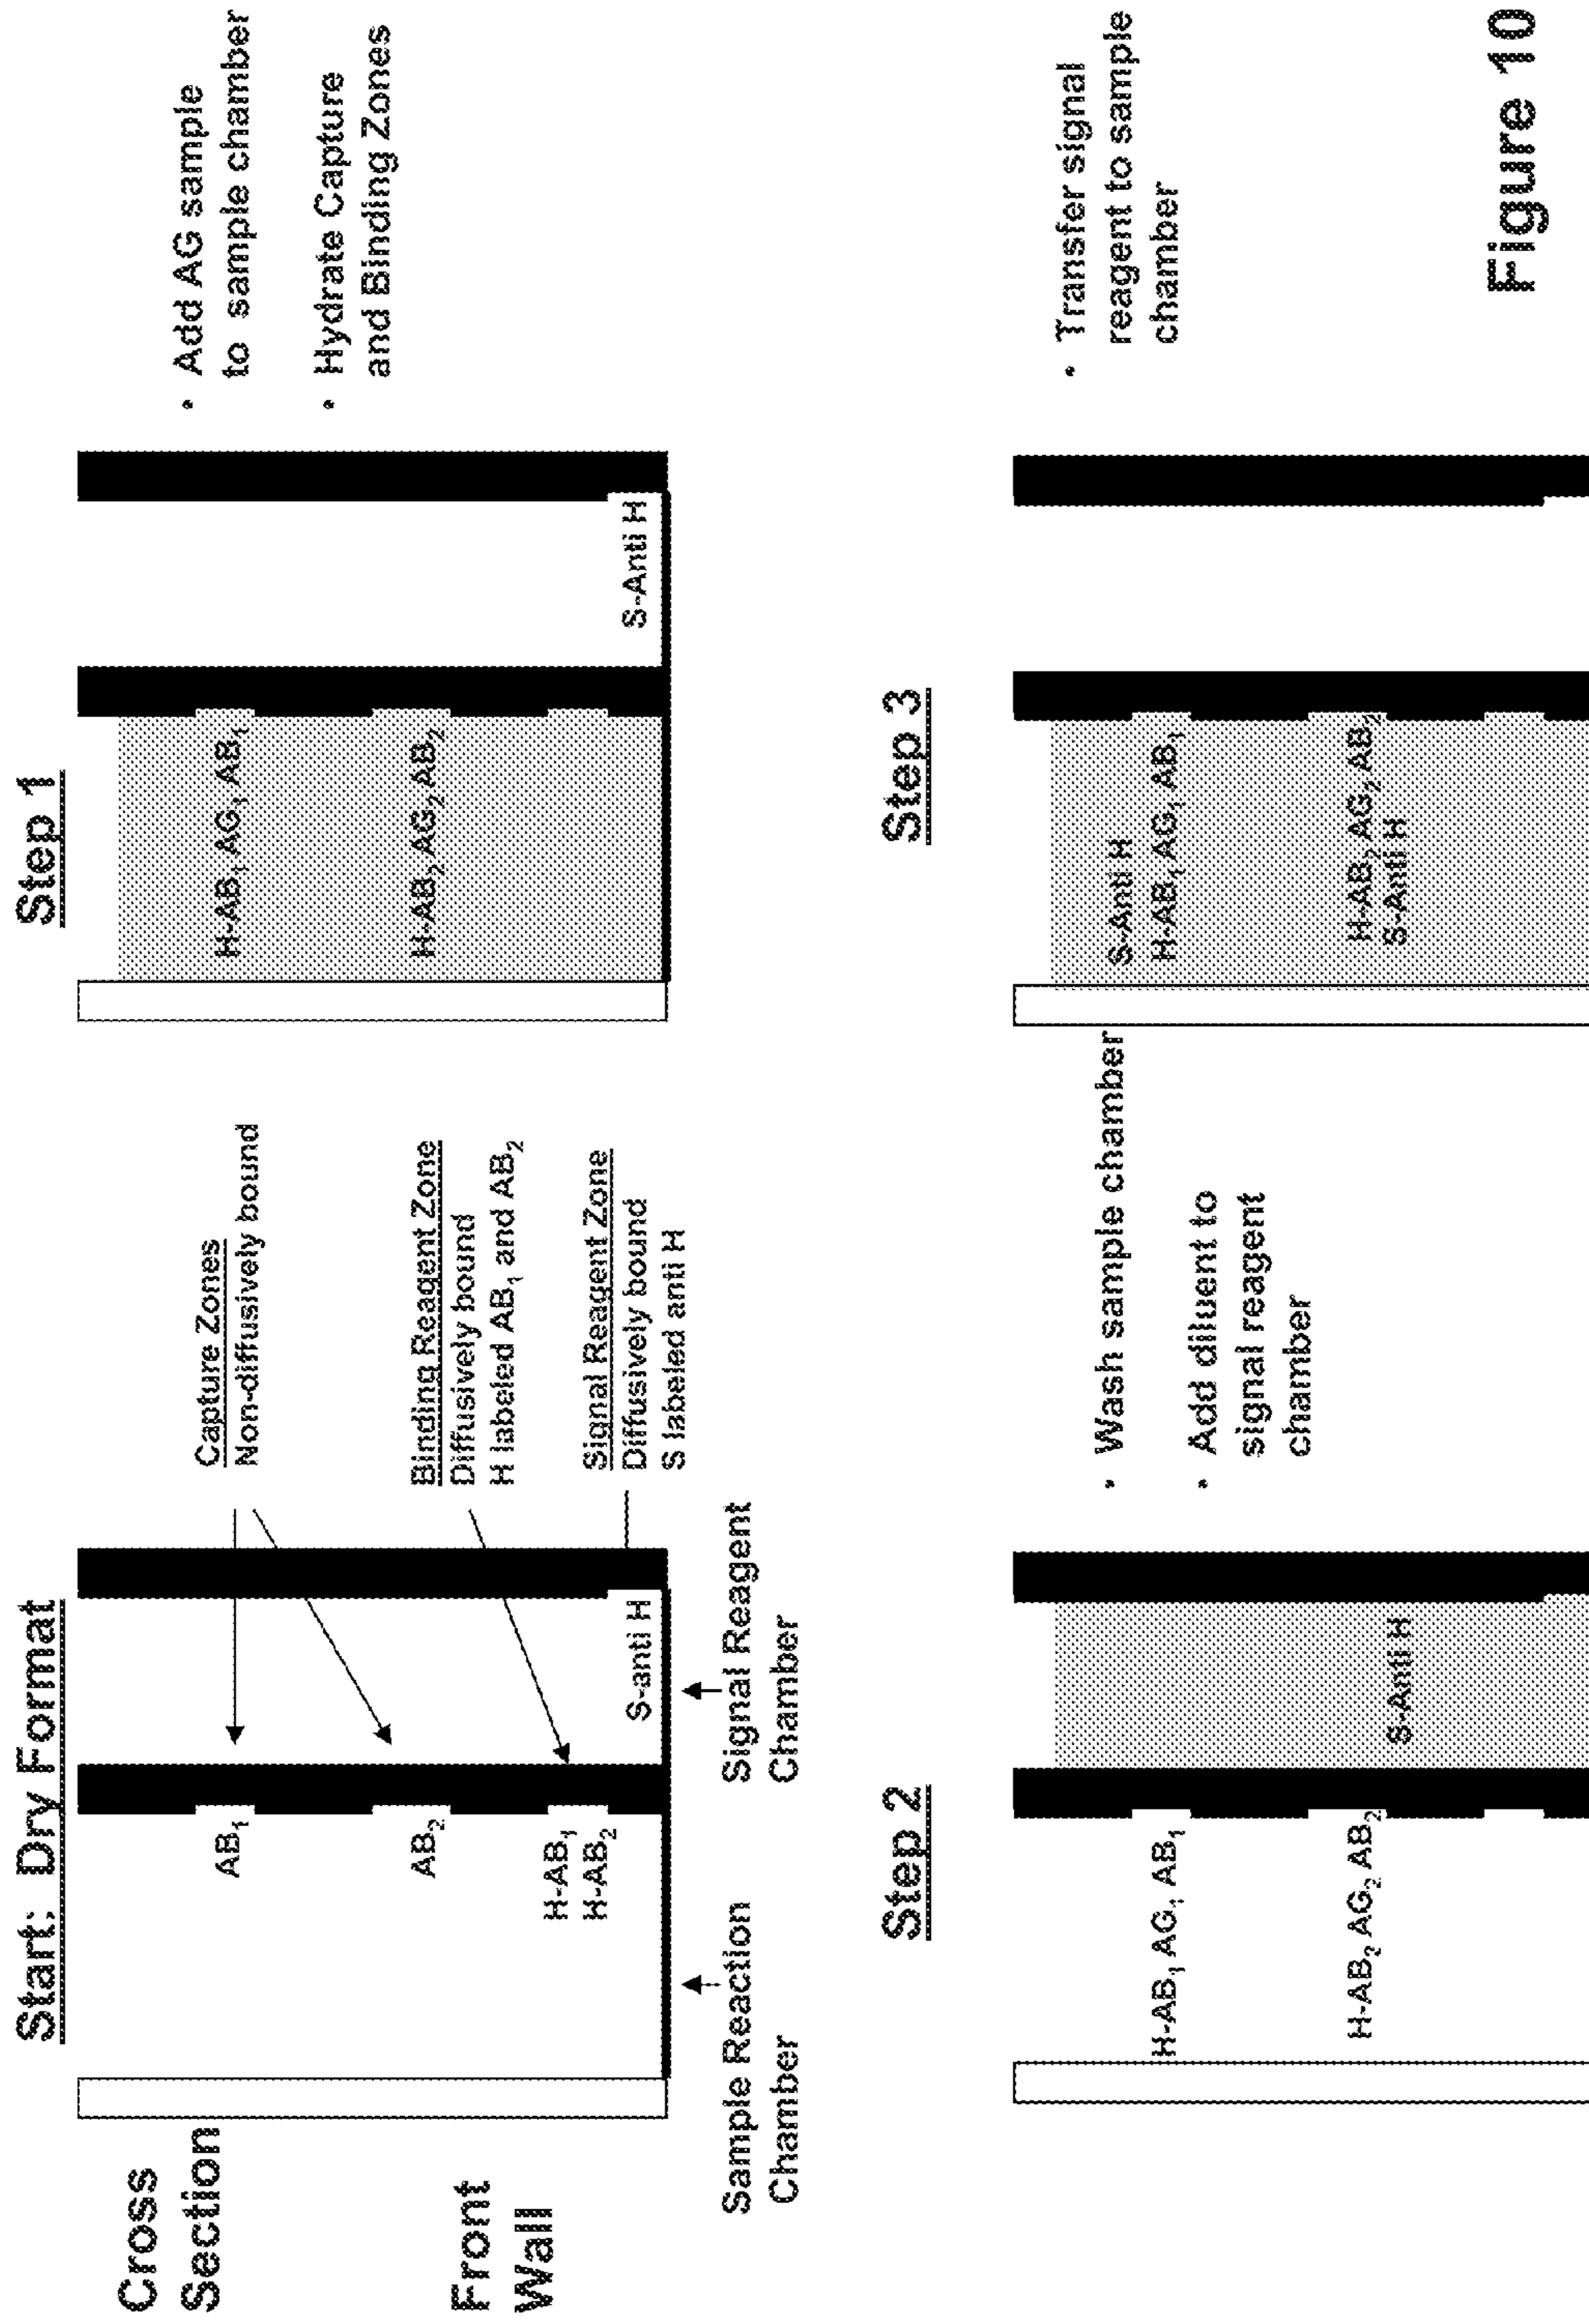 Start: Dry Format
Cross
Section
Front
Wall
AB₁
AB₂
H-AB₁
H-AB₂
S-anti H
Capture Zones
Non-diffusively bound
Binding Reagent Zone
Diffusively bound
H labeled AB₁ and AB₂
Signal Reagent Zone
Diffusively bound
S labeled anti H
Sample Reaction
Chamber
Signal Reagent
Chamber
Step 1
H-AB₁ AG₁ AB₁
H-AB₂ AG₂ AB₂
S-Anti H
• Add AG sample
to sample chamber
• Hydrate Capture
and Binding Zones
Step 2
H-AB₁ AG₁ AB₁
H-AB₂ AG₂ AB₂
S-Anti H
• Wash sample chamber
• Add diluent to
signal reagent
chamber
Step 3
S-Anti H
H-AB₁ AG₁ AB₁
H-AB₂ AG₂ AB₂
S-Anti H
• Transfer signal
reagent to sample
chamber
Figure 10